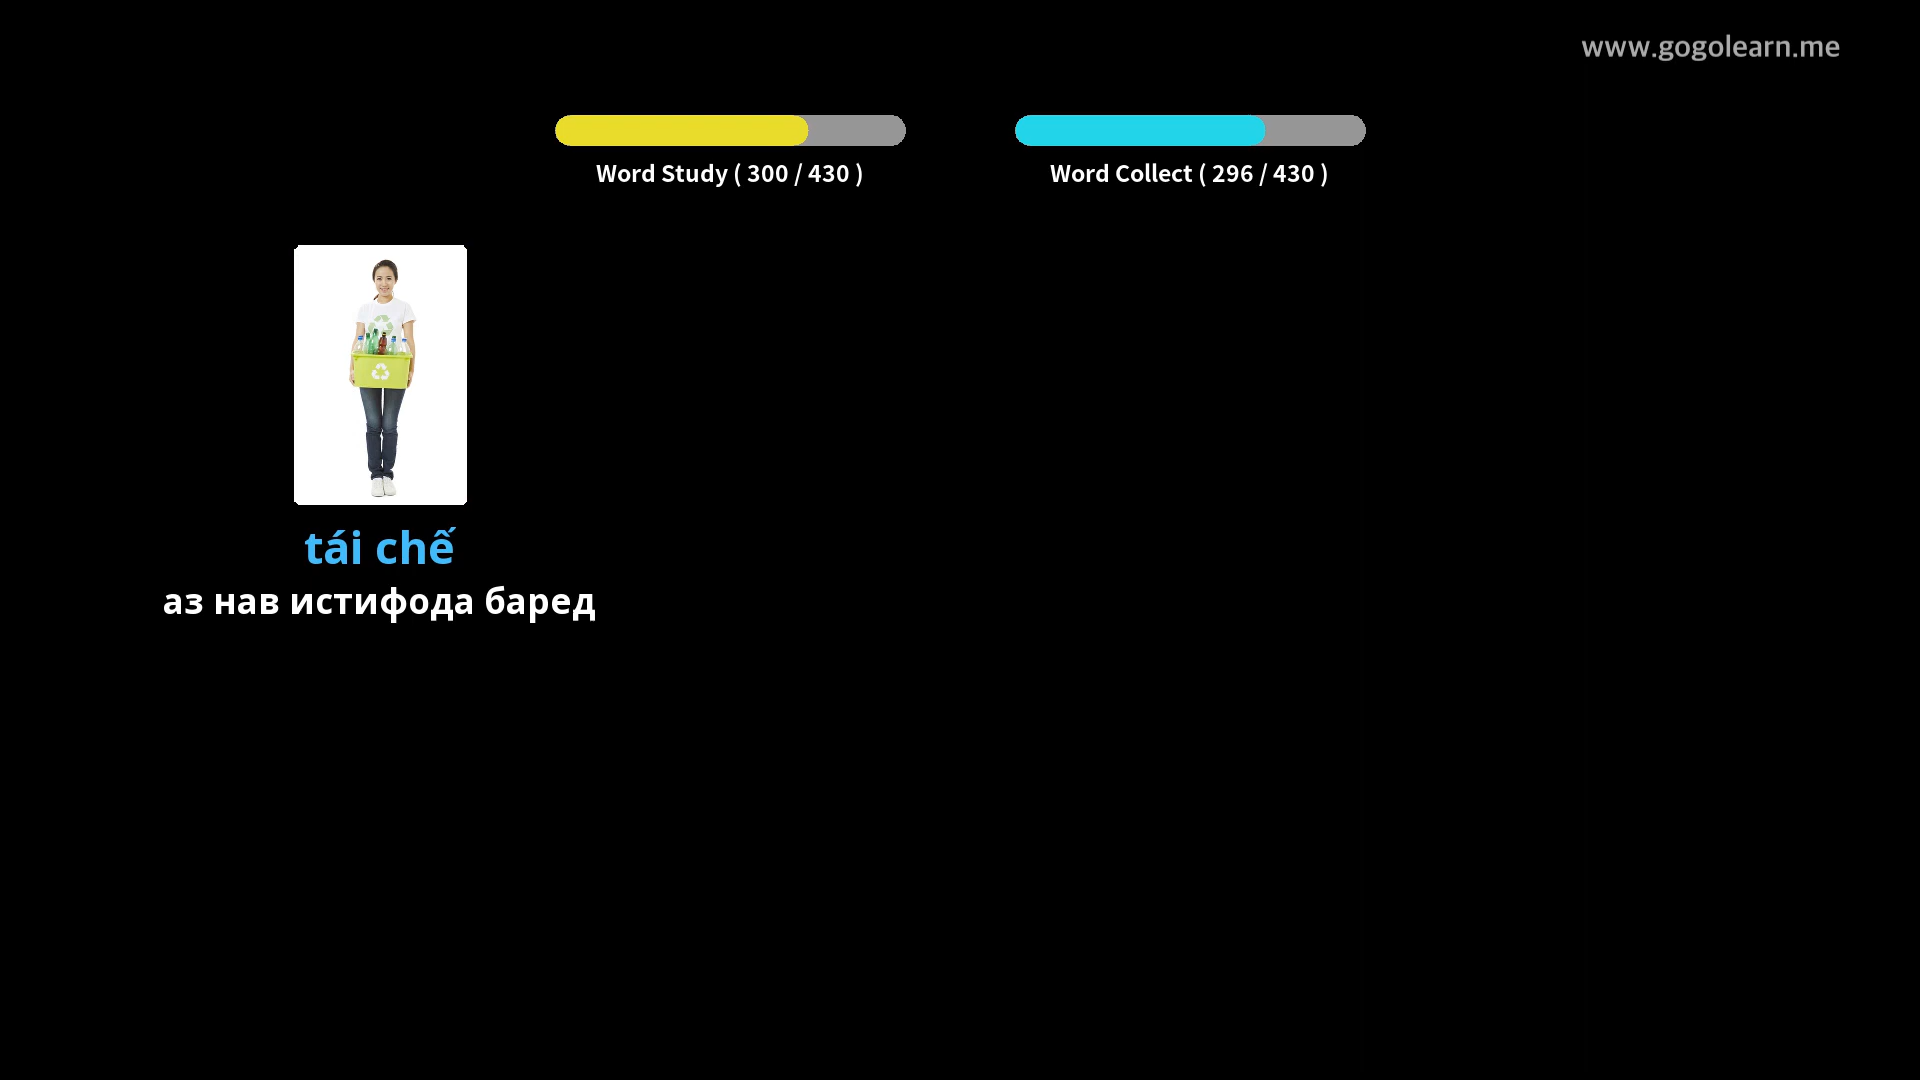 www.gogolearn.me
Word Study ( 300 / 430 )
Word Collect ( 296 / 430 )
tái chế
аз нав истифода баред